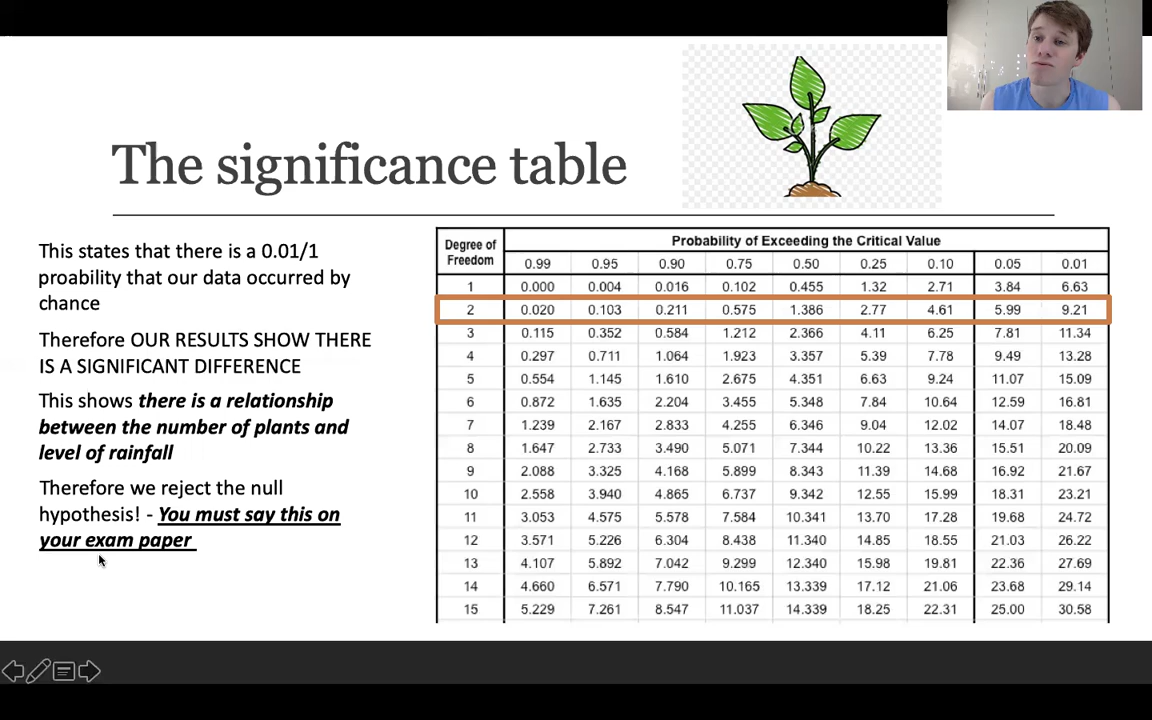 The significance table
This states that there is a 0.01/1
proability that our data occurred by
chance
Therefore OUR RESULTS SHOW THERE
IS A SIGNIFICANT DIFFERENCE
This shows there is a relationship
between the number of plants and
level of rainfall
Therefore we reject the null
hypothesis! - You must say this on
your exam paper
Degree of Freedom Probability of Exceeding the Critical Value
0.99 0.95 0.90 0.75 0.50 0.25 0.10 0.05 0.01
1 0.000 0.004 0.016 0.102 0.455 1.32 2.71 3.84 6.63
2 0.020 0.103 0.211 0.575 1.386 2.77 4.61 5.99 9.21
3 0.115 0.352 0.584 1.212 2.366 4.11 6.25 7.81 11.34
4 0.297 0.711 1.064 1.923 3.357 5.39 7.78 9.49 13.28
5 0.554 1.145 1.610 2.675 4.351 6.63 9.24 11.07 15.09
6 0.872 1.635 2.204 3.455 5.348 7.84 10.64 12.59 16.81
7 1.239 2.167 2.833 4.255 6.346 9.04 12.02 14.07 18.48
8 1.647 2.733 3.490 5.071 7.344 10.22 13.36 15.51 20.09
9 2.088 3.325 4.168 5.899 8.343 11.39 14.68 16.92 21.67
10 2.558 3.940 4.865 6.737 9.342 12.55 15.99 18.31 23.21
11 3.053 4.575 5.578 7.584 10.341 13.70 17.28 19.68 24.72
12 3.571 5.226 6.304 8.438 11.340 14.85 18.55 21.03 26.22
13 4.107 5.892 7.042 9.299 12.340 15.98 19.81 22.36 27.69
14 4.660 6.571 7.790 10.165 13.339 17.12 21.06 23.68 29.14
15 5.229 7.261 8.547 11.037 14.339 18.25 22.31 25.00 30.58